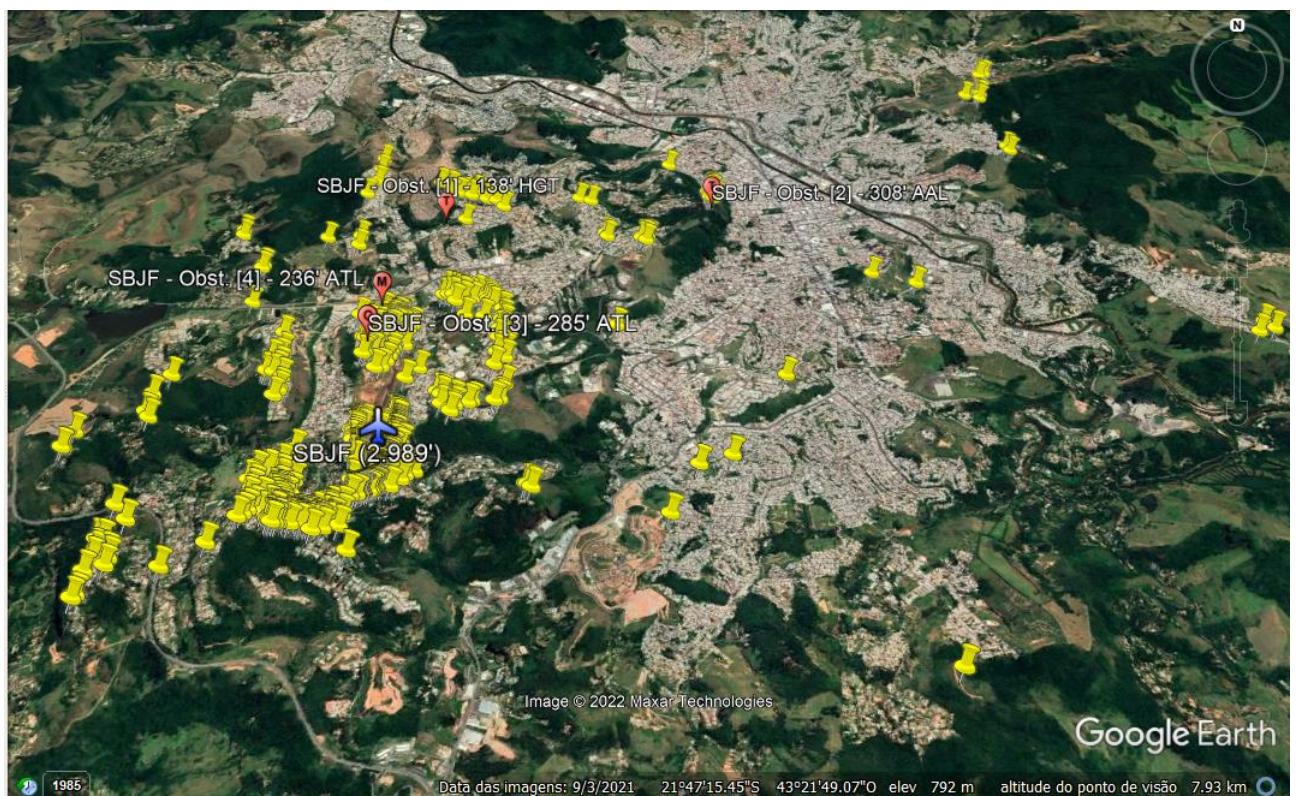 N
SBJF - Obst. [1] - 138' HGT
T
SBJF - Obst. [2] - 308' AAL
SBJF - Obst. [4] - 236' ATL
M
SBJF - Obst. [3] - 285' ATL
SBJF (2.989')
Image © 2022 Maxar Technologies
Google Earth
1985
Data das imagens: 9/3/2021 21°47'15.45"S 43°21'49.07"O elev 792 m altitude do ponto de visão 7.93 km